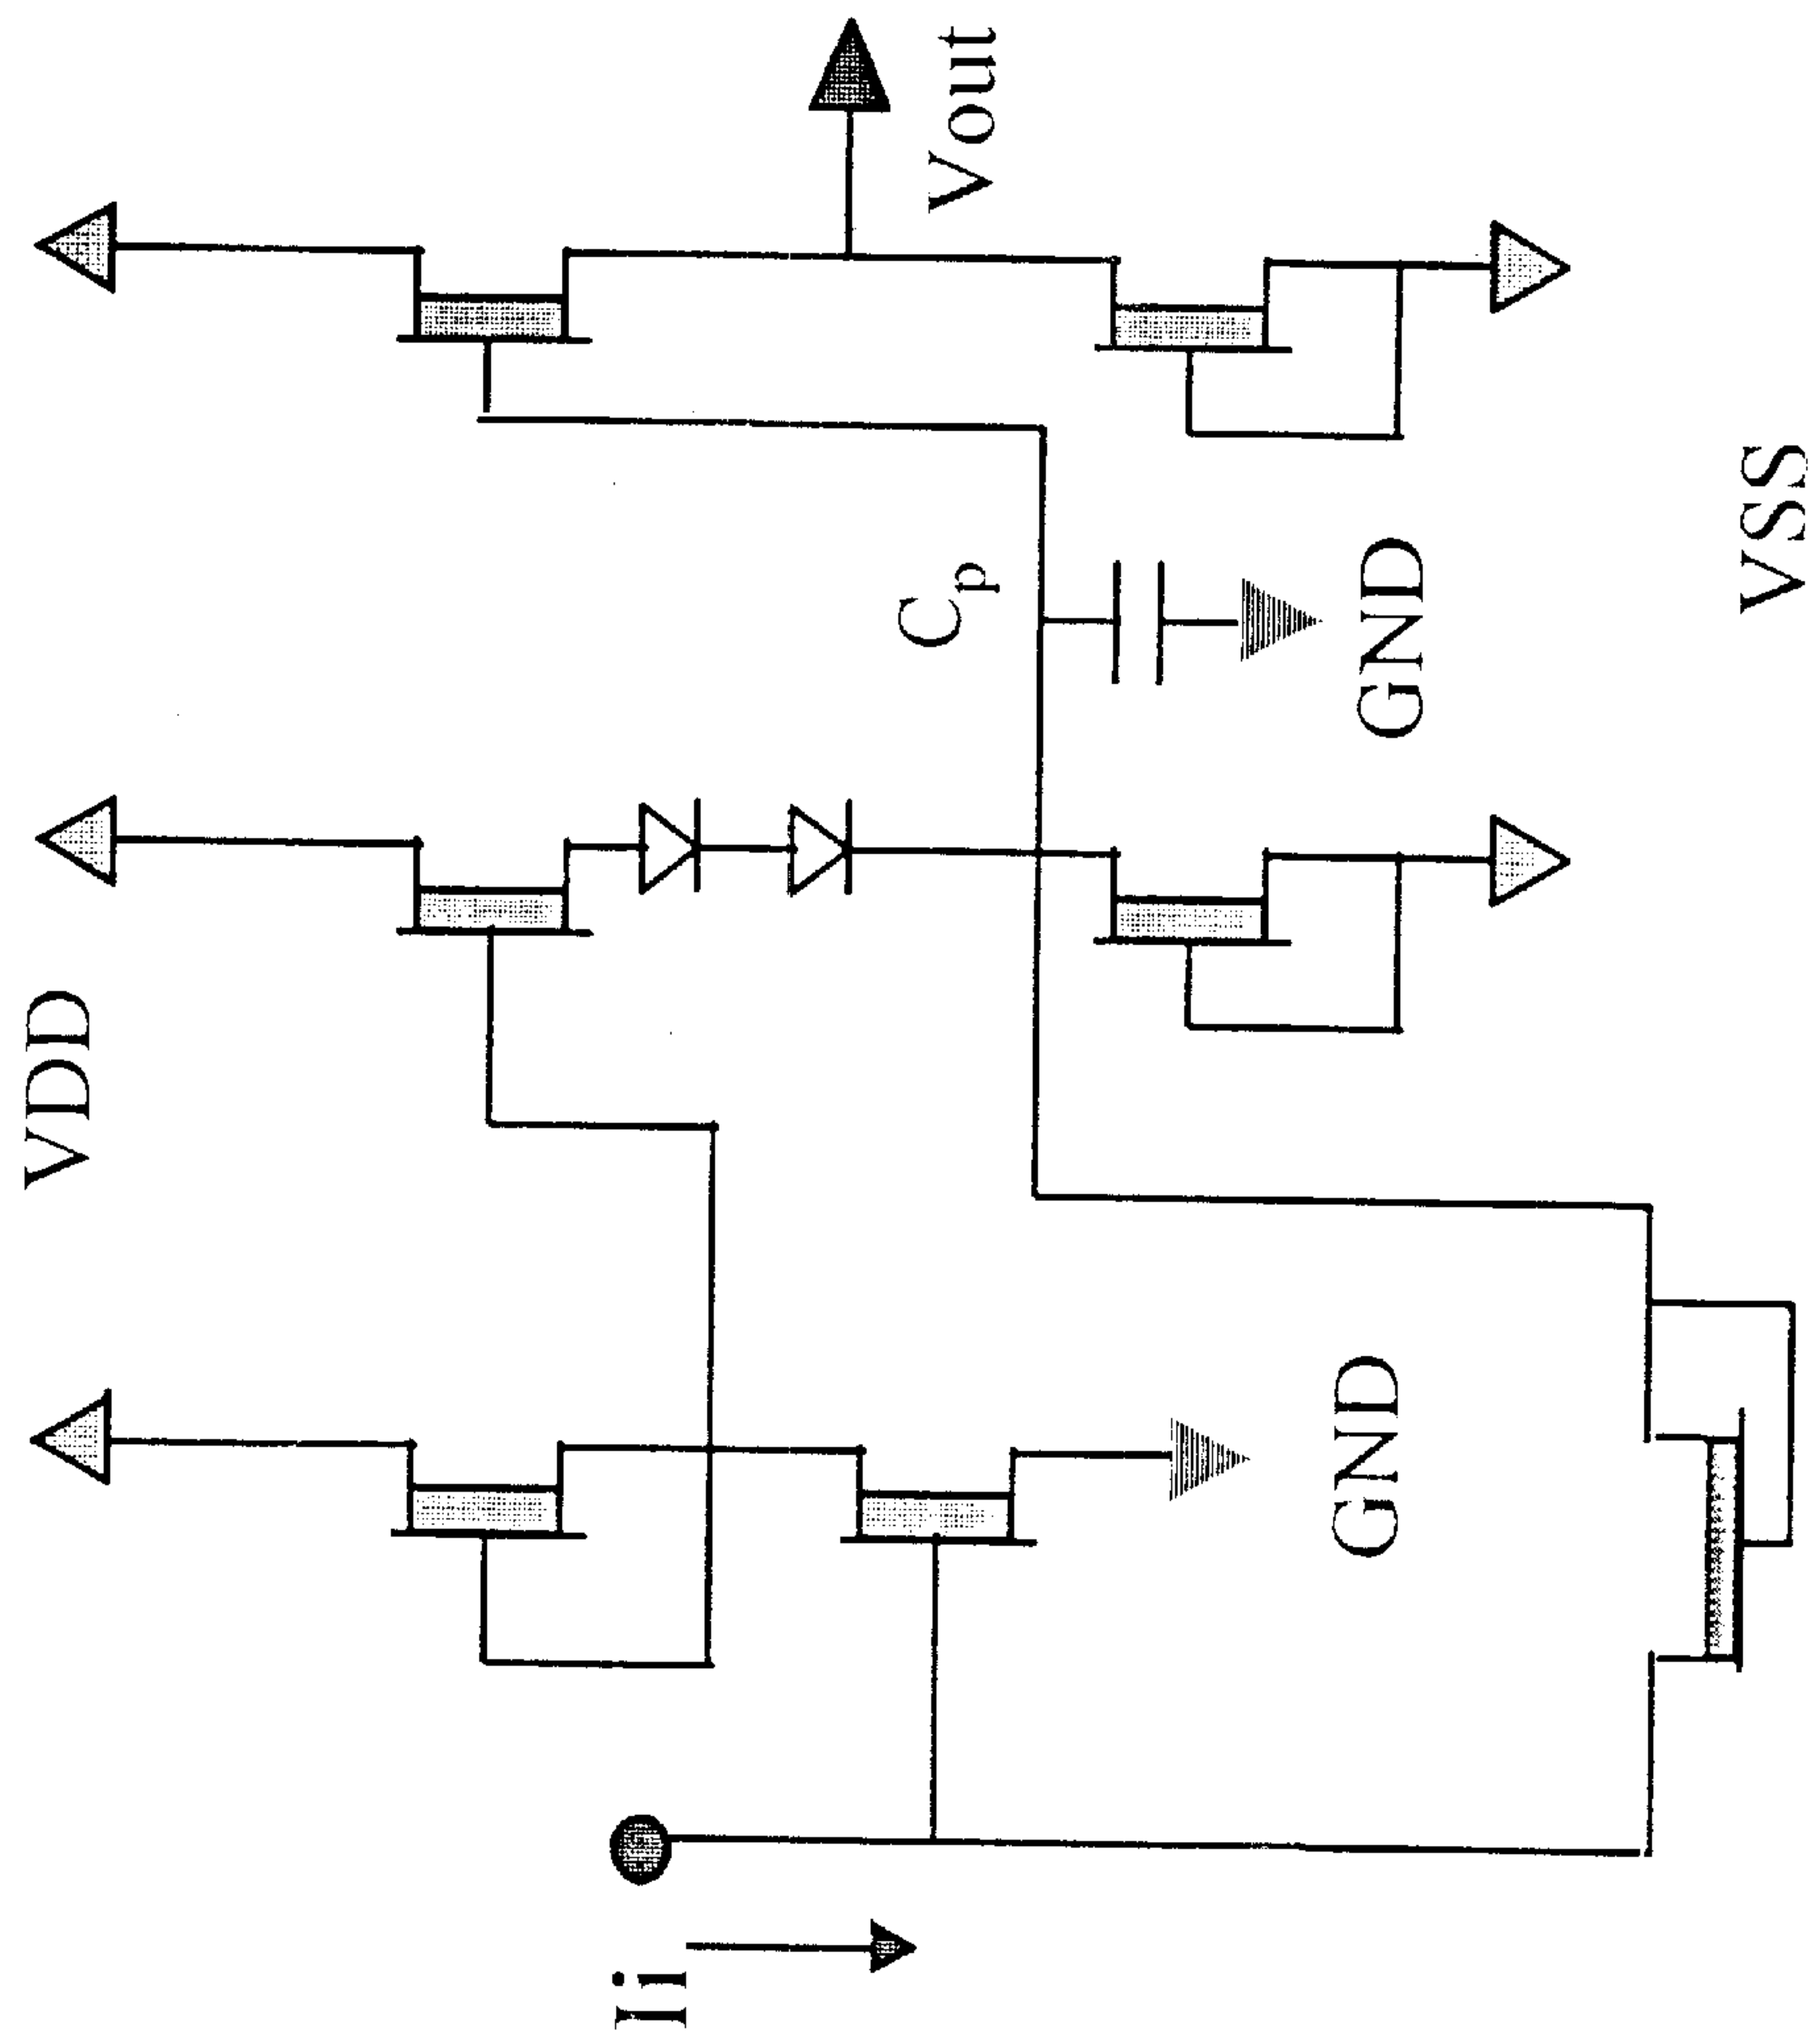 VDD
Vout
Cp
GND
GND
VSS
Ii